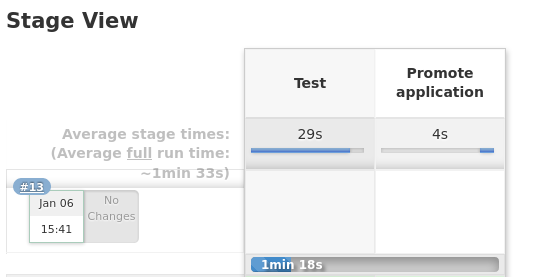 Stage View
Test
Promote
application
Average stage times:
29s
4s
(Average full run time:
~1min 33s)
#13
Jan 06
No
Changes
15:41
1min 18s